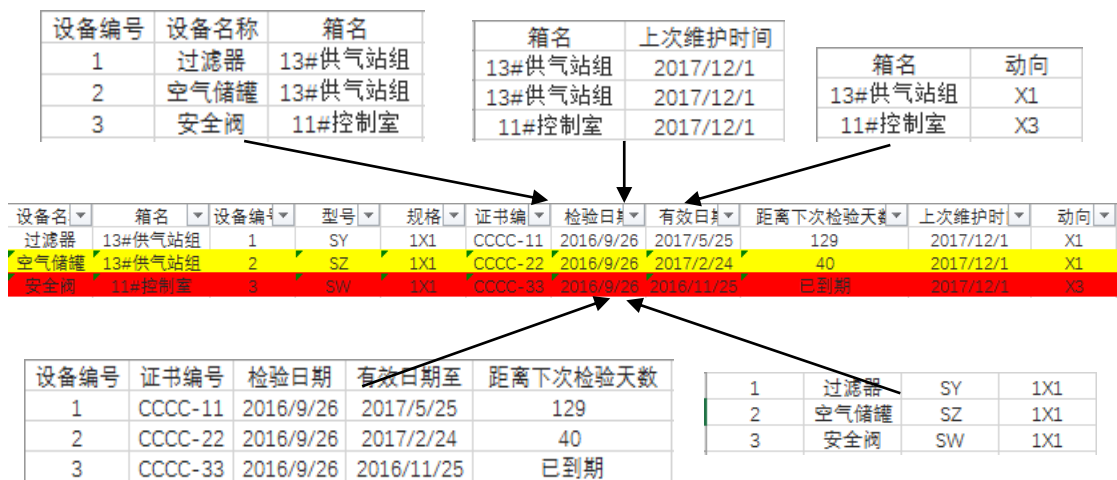 设备编号 设备名称 箱名
1 过滤器 13#供气站组
2 空气储罐 13#供气站组
3 安全阀 11#控制室
箱名 上次维护时间
13#供气站组 2017/12/1
13#供气站组 2017/12/1
11#控制室 2017/12/1
箱名 动向
13#供气站组 X1
11#控制室 X3
设备名 箱名 设备编号 型号 规格 证书编 检验日期 有效日期 距离下次检验天数 上次维护时 动向
过滤器 13#供气站组 1 SY 1X1 CCCC-11 2016/9/26 2017/5/25 129 2017/12/1 X1
空气储罐 13#供气站组 2 SZ 1X1 CCCC-22 2016/9/26 2017/2/24 40 2017/12/1 X1
安全阀 11#控制室 3 SW 1X1 CCCC-33 2016/9/26 2016/11/25 已到期 2017/12/1 X3
设备编号 证书编号 检验日期 有效日期至 距离下次检验天数
1 CCCC-11 2016/9/26 2017/5/25 129
2 CCCC-22 2016/9/26 2017/2/24 40
3 CCCC-33 2016/9/26 2016/11/25 已到期
1 过滤器 SY 1X1
2 空气储罐 SZ 1X1
3 安全阀 SW 1X1